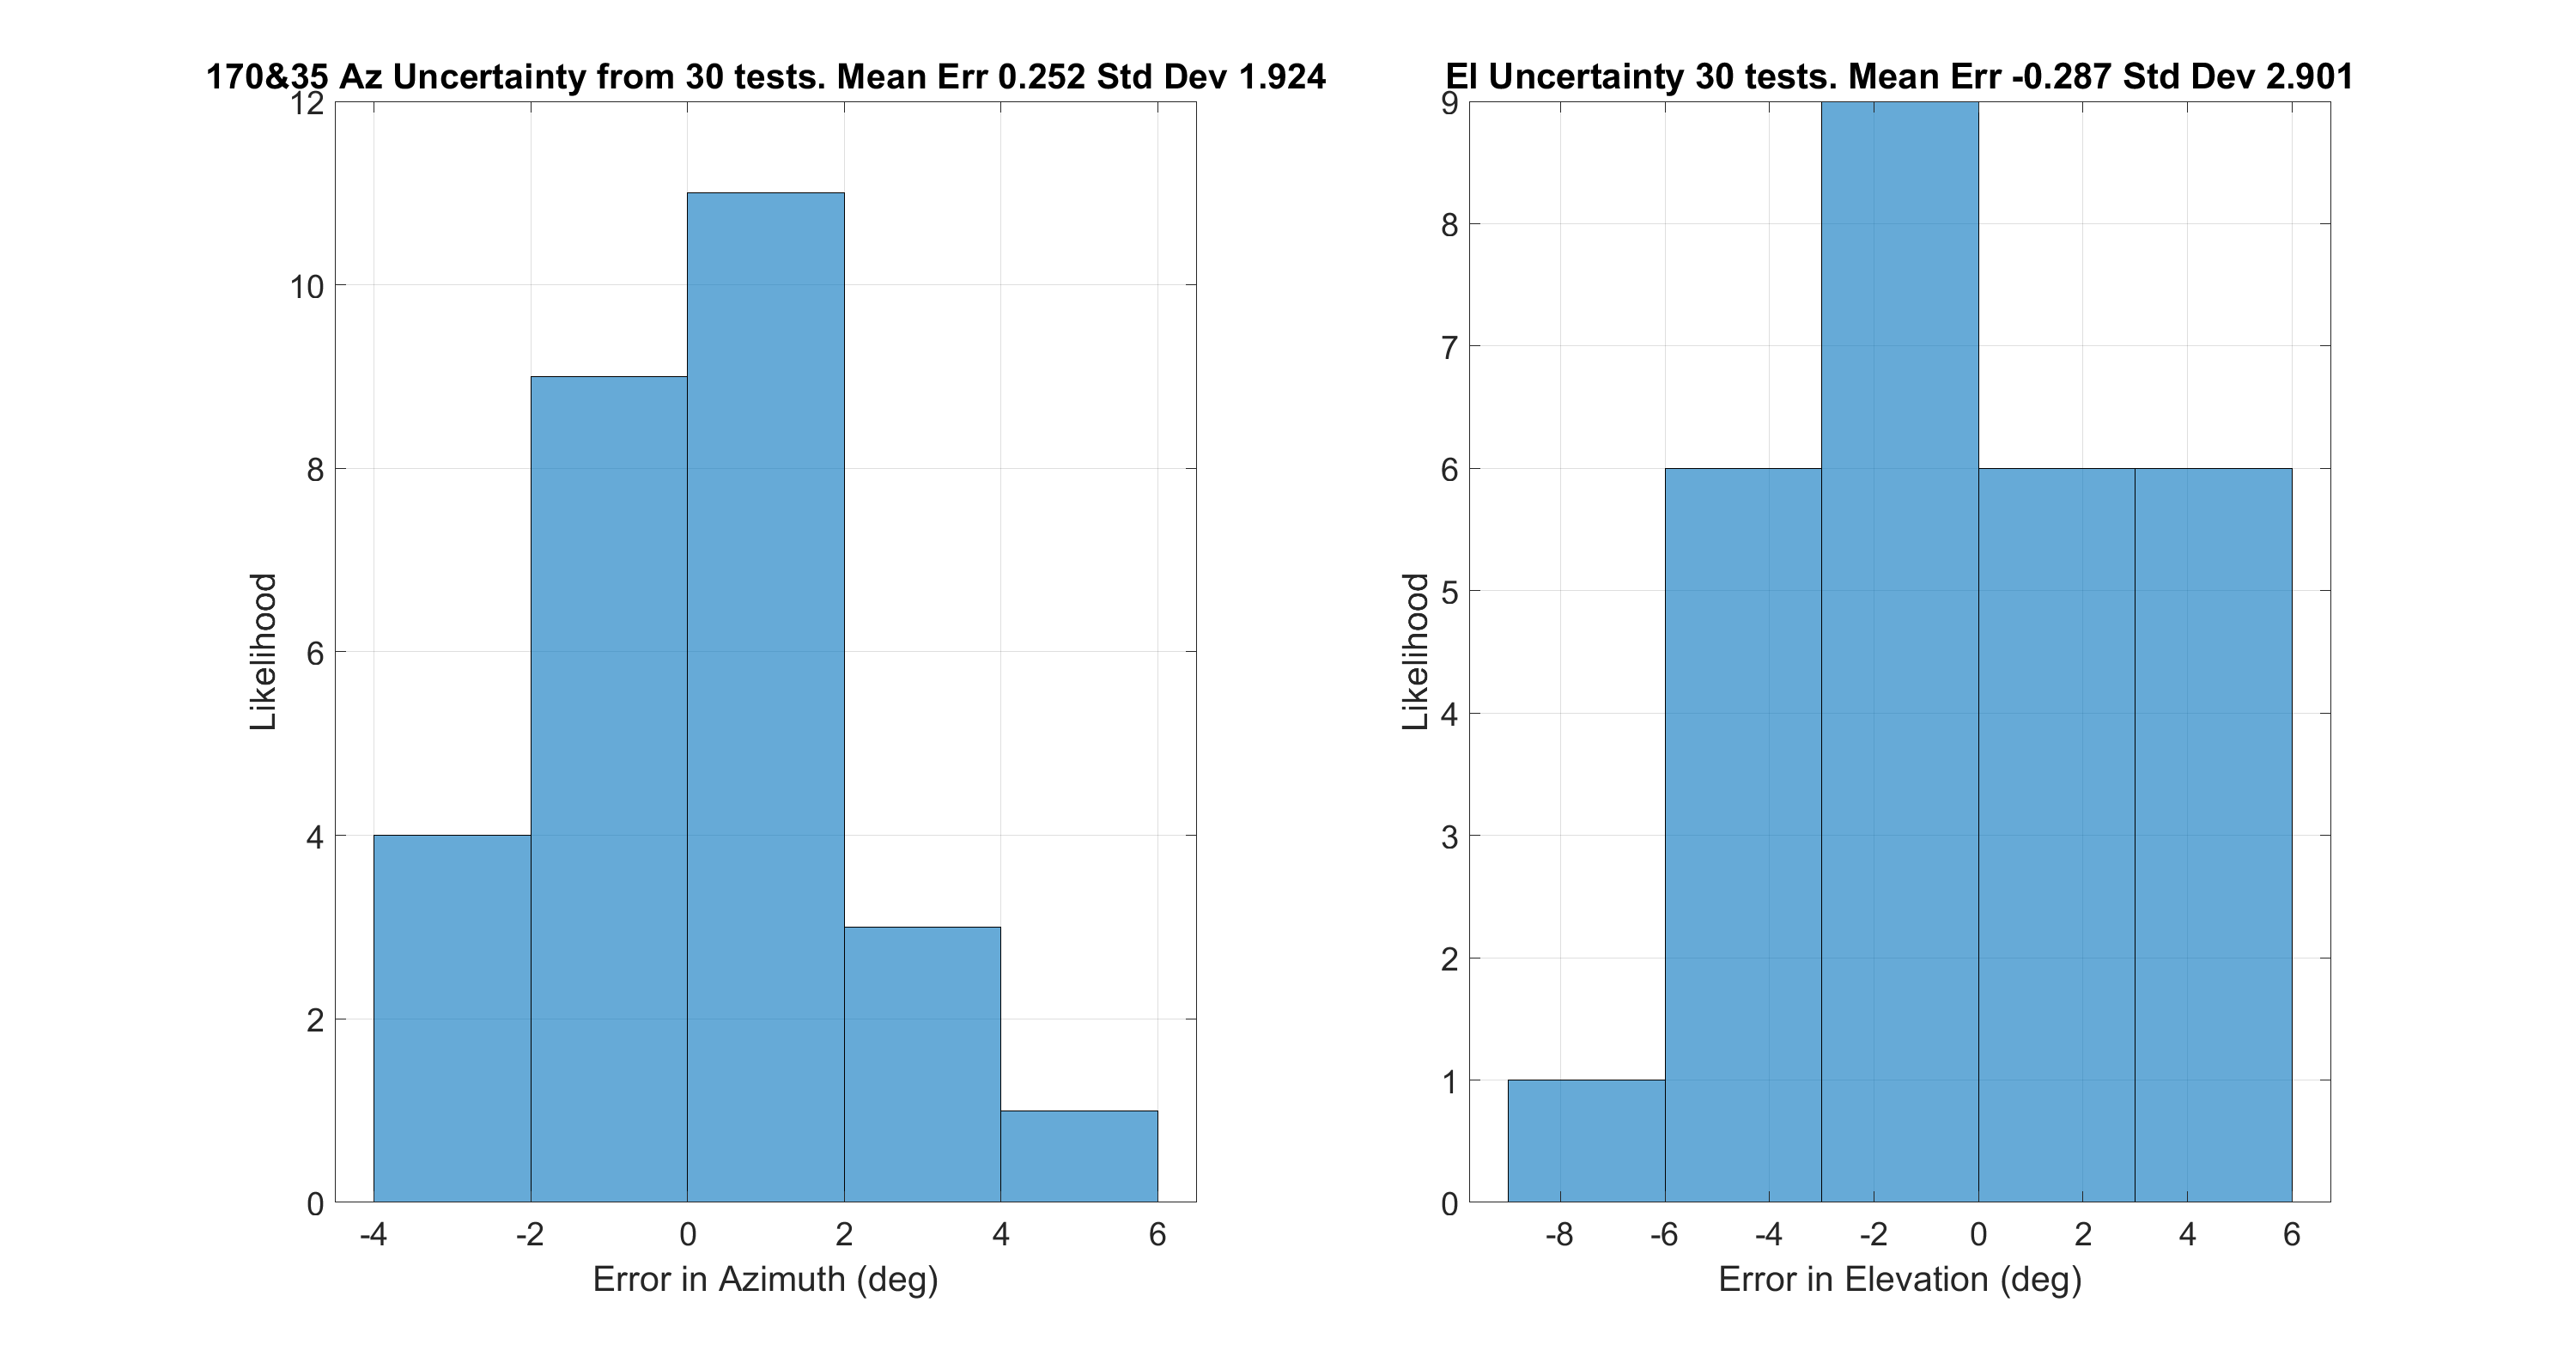 170&35 Az Uncertainty from 30 tests. Mean Err 0.252 Std Dev 1.924
12
10
8
6
4
2
0
Likelihood
-4 -2 0 2 4 6
Error in Azimuth (deg)
El Uncertainty 30 tests. Mean Err -0.287 Std Dev 2.901
9
8
7
6
5
4
3
2
1
0
Likelihood
-8 -6 -4 -2 0 2 4 6
Error in Elevation (deg)